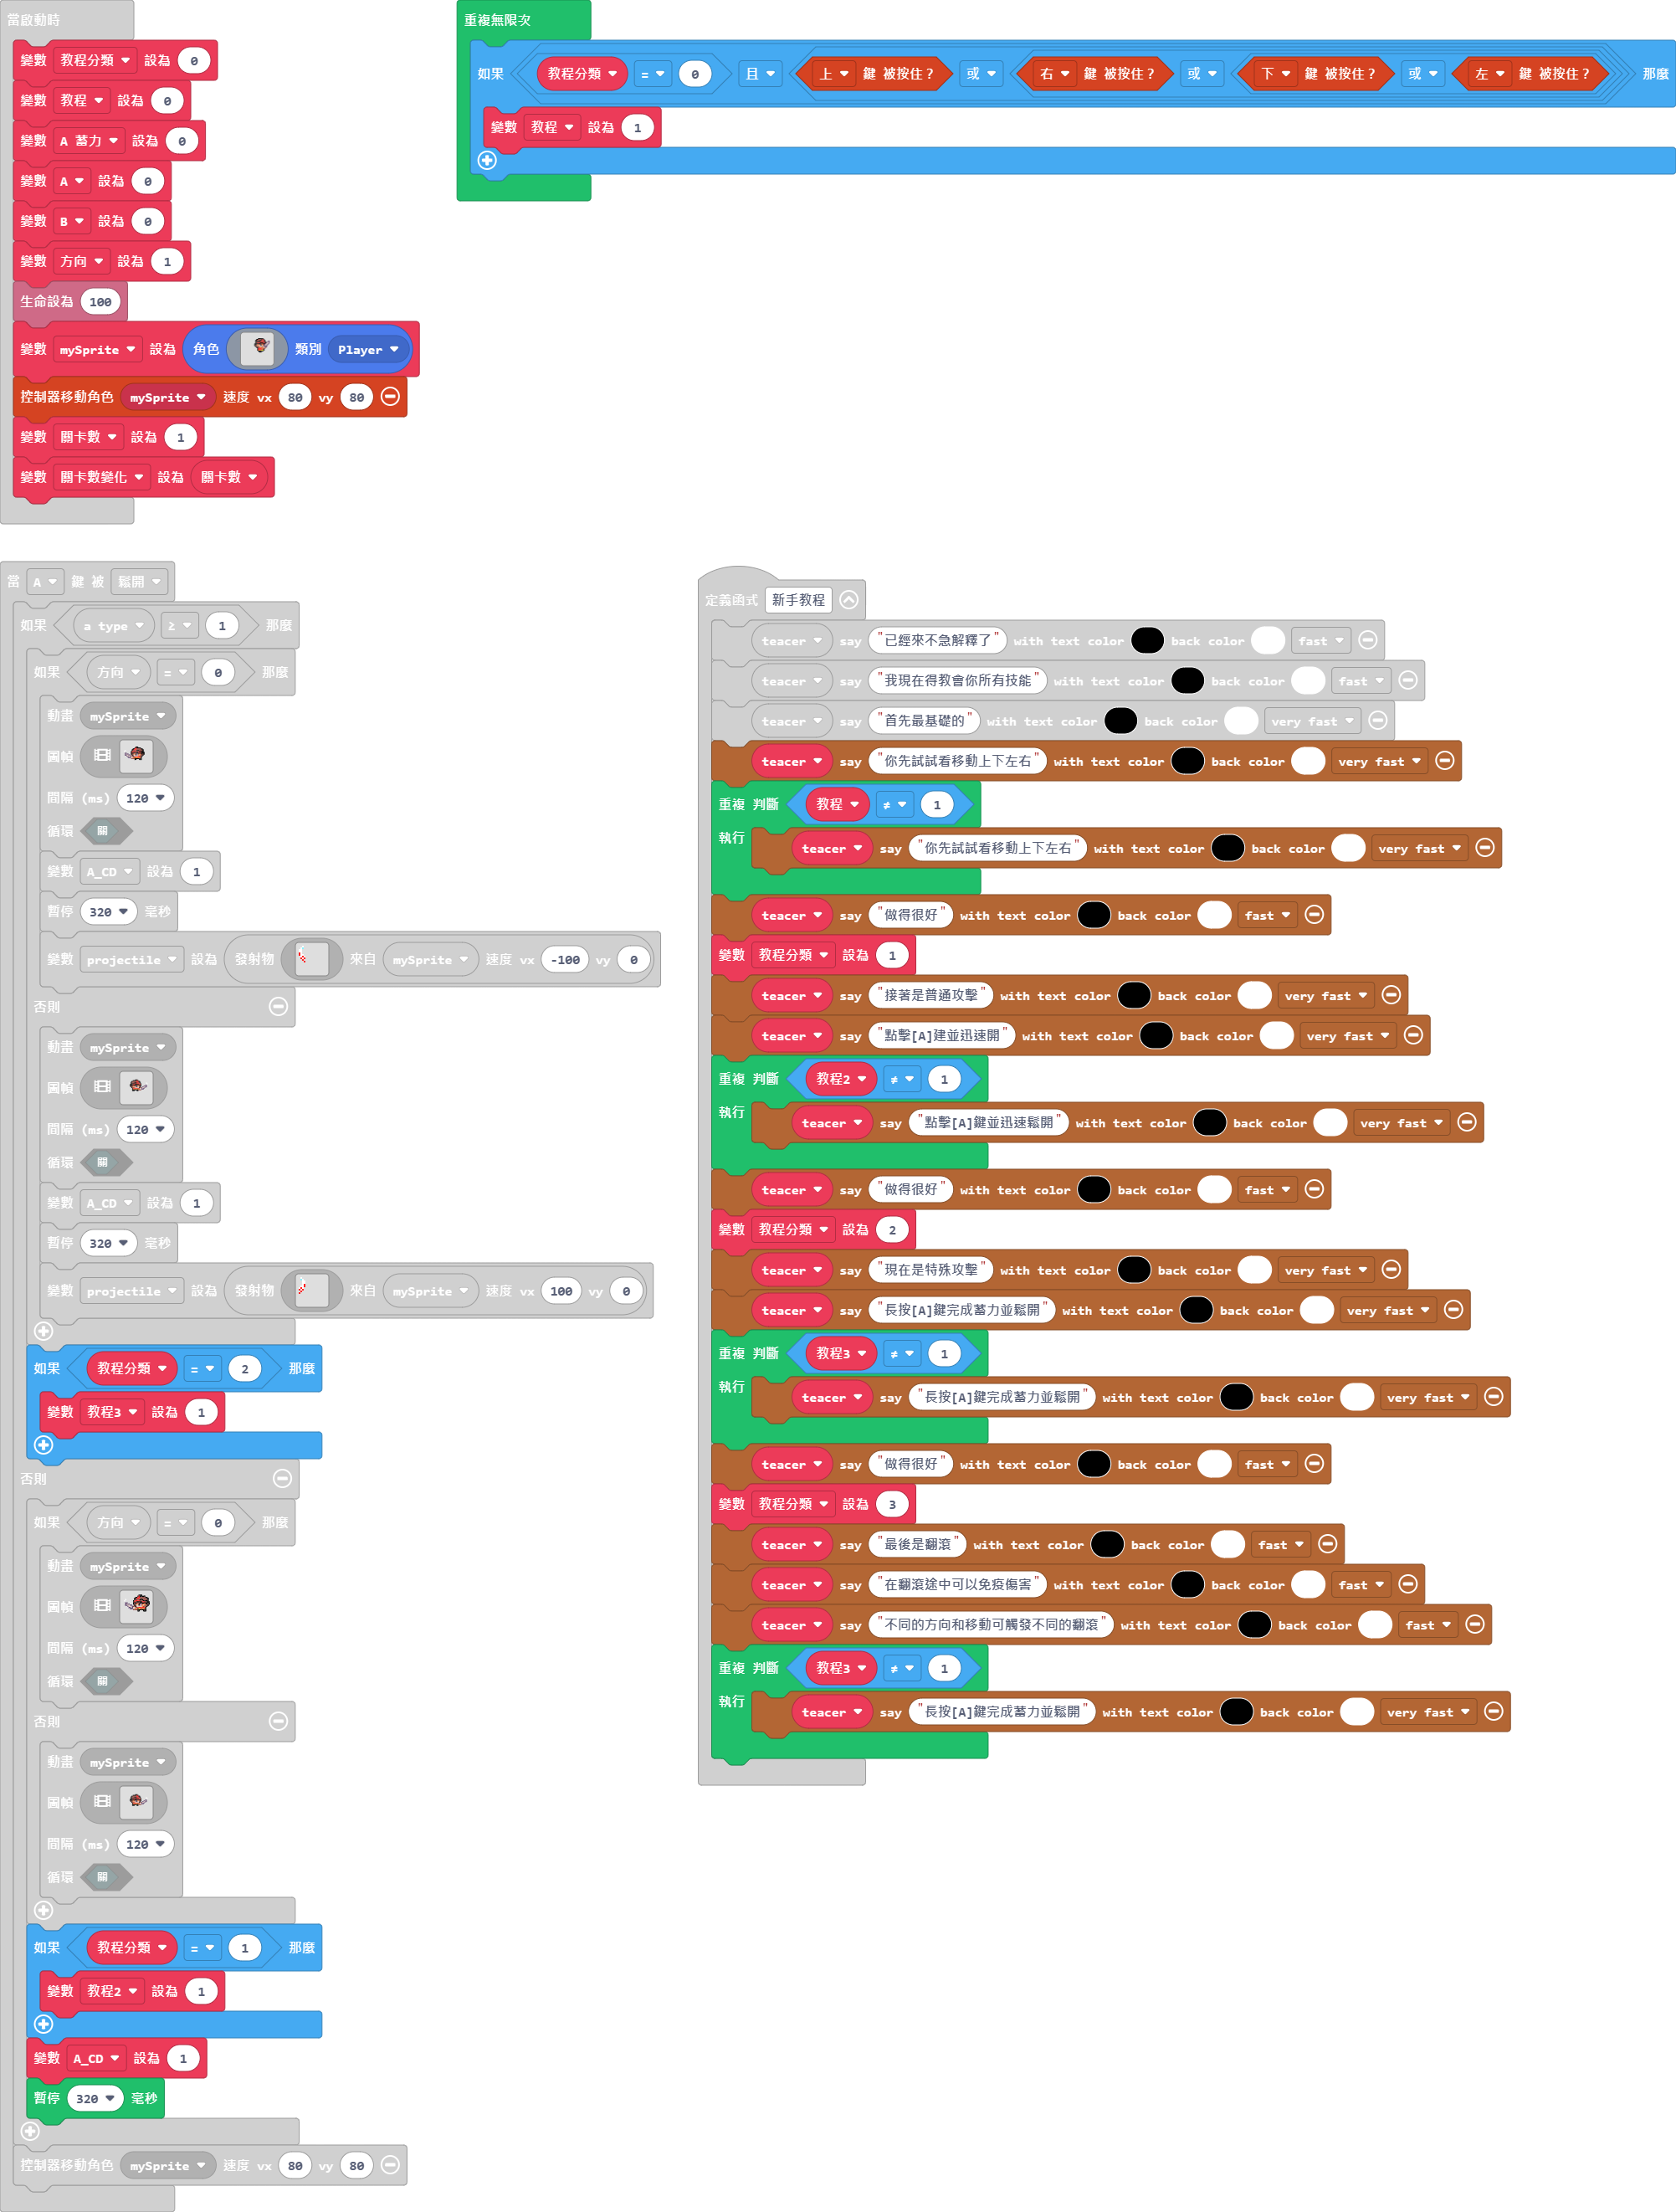 當啟動時
變數 教程分類 設為 0
變數 教程 設為 0
變數 A 蓄力 設為 0
變數 A 設為 0
變數 B 設為 0
變數 方向 設為 1
生命設為 100
變數 mySprite 設為 角色 類別 Player
控制器移動角色 mySprite 速度 vx 80 vy 80
變數 關卡數 設為 1
變數 關卡數變化 設為 關卡數
重複無限次
如果 教程分類 = 0 且 上 鍵 被按住？ 或 右 鍵 被按住？ 或 下 鍵 被按住？ 或 左 鍵 被按住？ 那麼
變數 教程 設為 1
當 A 鍵 被 鬆開
如果 a type ≥ 1 那麼
如果 方向 = 0 那麼
動畫 mySprite
圖幀
間隔 (ms) 120
循環 關
變數 A_CD 設為 1
暫停 320 毫秒
變數 projectile 設為 發射物 來自 mySprite 速度 vx -100 vy 0
否則
動畫 mySprite
圖幀
間隔 (ms) 120
循環 關
變數 A_CD 設為 1
暫停 320 毫秒
變數 projectile 設為 發射物 來自 mySprite 速度 vx 100 vy 0
如果 教程分類 = 2 那麼
變數 教程3 設為 1
否則
如果 方向 = 0 那麼
動畫 mySprite
圖幀
間隔 (ms) 120
循環 關
否則
動畫 mySprite
圖幀
間隔 (ms) 120
循環 關
如果 教程分類 = 1 那麼
變數 教程2 設為 1
變數 A_CD 設為 1
暫停 320 毫秒
控制器移動角色 mySprite 速度 vx 80 vy 80
定義函式 新手教程
teacer say "已經來不急解釋了" with text color back color fast
teacer say "我現在得教會你所有技能" with text color back color fast
teacer say "首先最基礎的" with text color back color very fast
teacer say "你先試試看移動上下左右" with text color back color very fast
重複 判斷 教程 ≠ 1
執行 teacer say "你先試試看移動上下左右" with text color back color very fast
teacer say "做得很好" with text color back color fast
變數 教程分類 設為 1
teacer say "接著是普通攻擊" with text color back color very fast
teacer say "點擊[A]建並迅速開" with text color back color very fast
重複 判斷 教程2 ≠ 1
執行 teacer say "點擊[A]鍵並迅速鬆開" with text color back color very fast
teacer say "做得很好" with text color back color fast
變數 教程分類 設為 2
teacer say "現在是特殊攻擊" with text color back color very fast
teacer say "長按[A]鍵完成蓄力並鬆開" with text color back color very fast
重複 判斷 教程3 ≠ 1
執行 teacer say "長按[A]鍵完成蓄力並鬆開" with text color back color very fast
teacer say "做得很好" with text color back color fast
變數 教程分類 設為 3
teacer say "最後是翻滾" with text color back color fast
teacer say "在翻滾途中可以免疫傷害" with text color back color fast
teacer say "不同的方向和移動可觸發不同的翻滾" with text color back color fast
重複 判斷 教程3 ≠ 1
執行 teacer say "長按[A]鍵完成蓄力並鬆開" with text color back color very fast